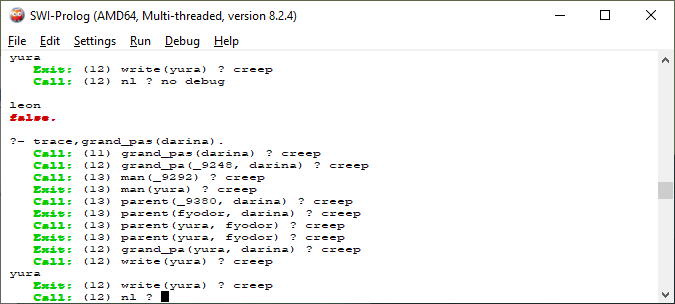 SWI-Prolog (AMD64, Multi-threaded, version 8.2.4)
File Edit Settings Run Debug Help
yura
Exit: (12) write(yura) ? creep
Call: (12) nl ? no debug
leon
false.
?- trace,grand_pas(darina).
Call: (11) grand_pas(darina) ? creep
Call: (12) grand_pa(_9248, darina) ? creep
Call: (13) man(_9292) ? creep
Exit: (13) man(yura) ? creep
Call: (13) parent(_9380, darina) ? creep
Exit: (13) parent(fyodor, darina) ? creep
Call: (13) parent(yura, fyodor) ? creep
Exit: (13) parent(yura, fyodor) ? creep
Exit: (12) grand_pa(yura, darina) ? creep
Call: (12) write(yura) ? creep
yura
Exit: (12) write(yura) ? creep
Call: (12) nl ?